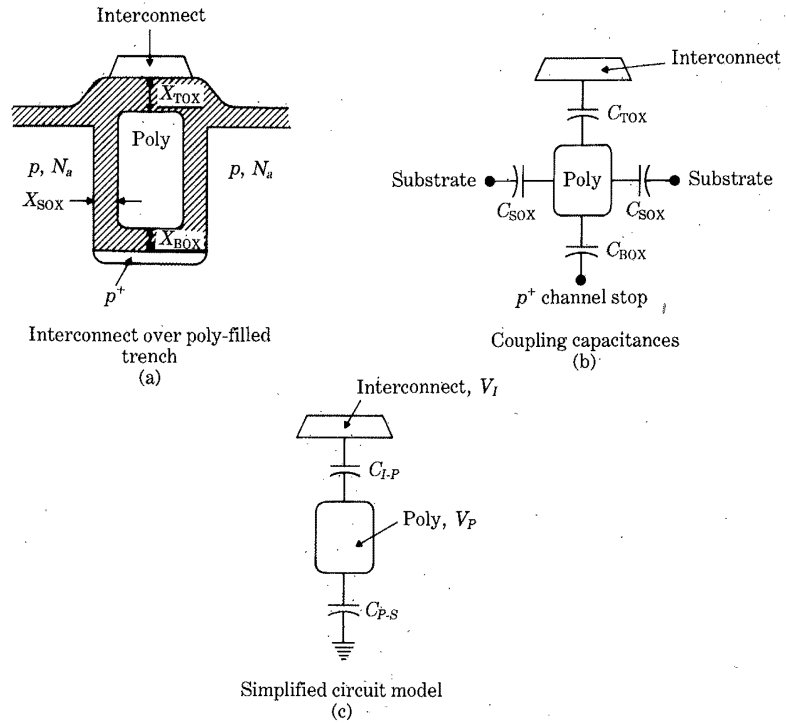 Interconnect
X_TOX
Poly
p, N_a
p, N_a
X_SOX
X_BOX
p⁺
Interconnect over poly-filled
trench
(a)
Interconnect
C_TOX
Substrate
Poly
Substrate
C_SOX
C_SOX
C_BOX
p⁺ channel stop
Coupling capacitances
(b)
Interconnect, V_I
C_I-P
Poly, V_P
C_P-S
Simplified circuit model
(c)